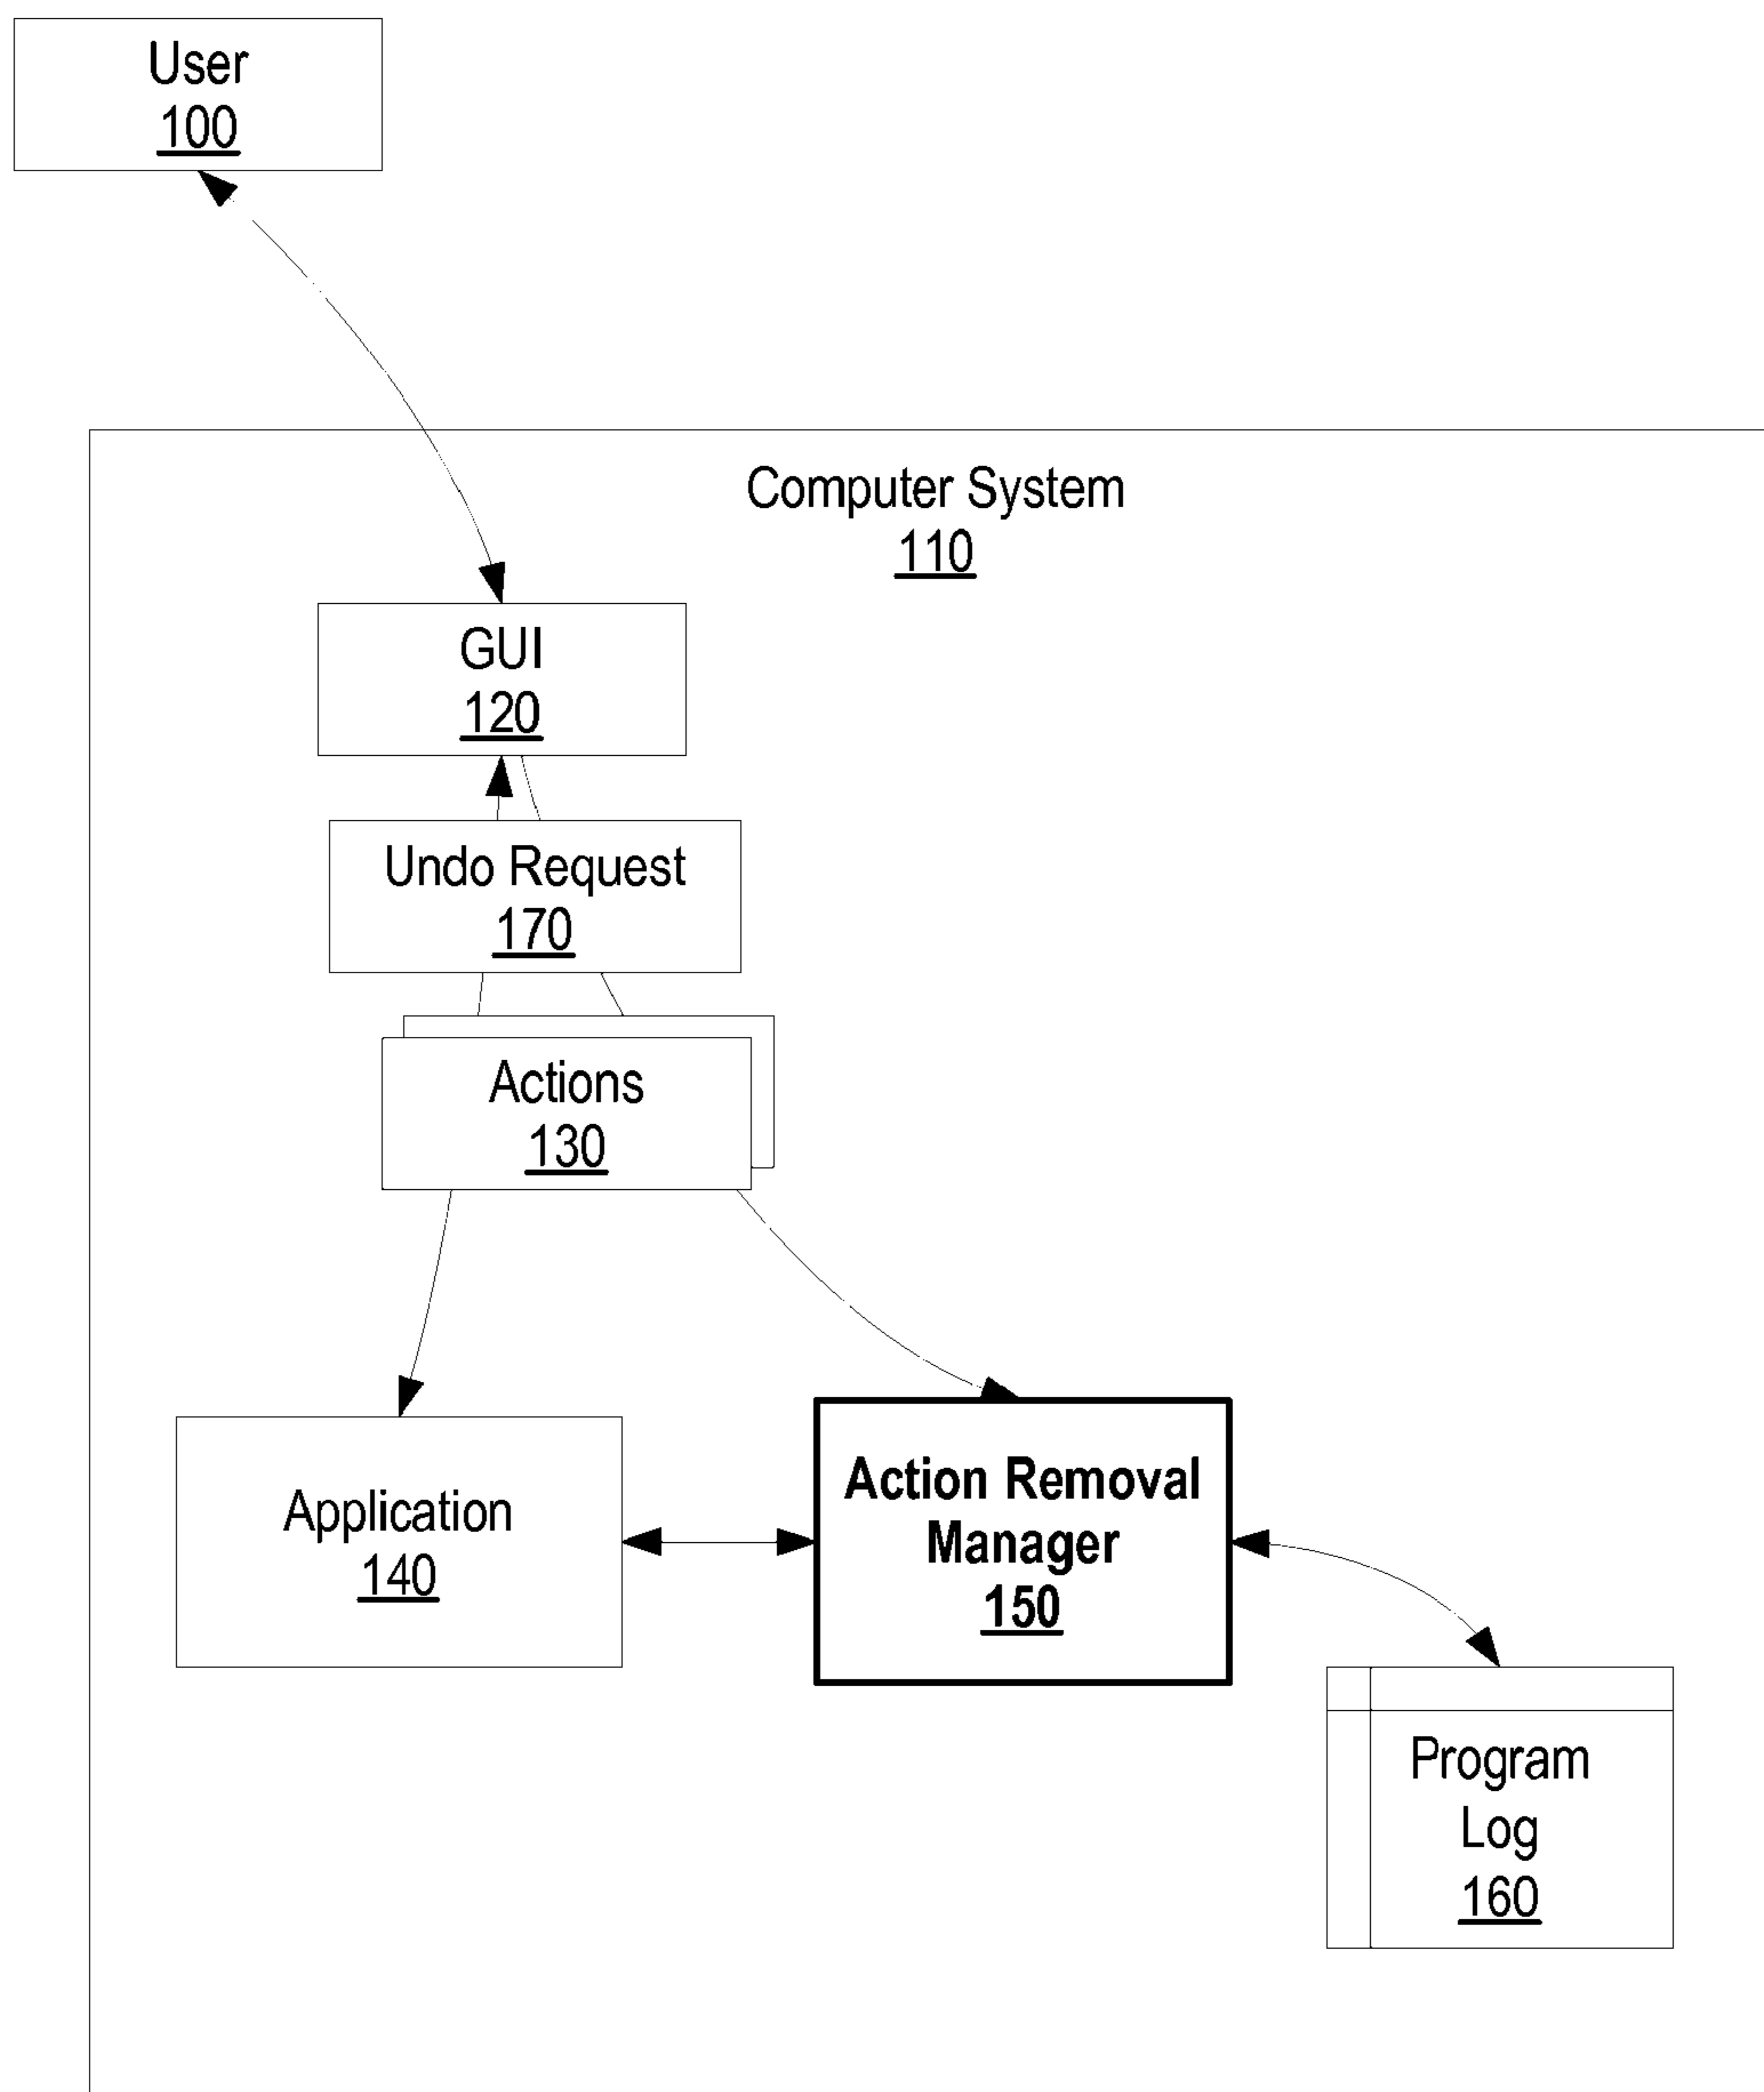 User
100
Computer System
110
GUI
120
Undo Request
170
Actions
130
Application
140
Action Removal
Manager
150
Program
Log
160